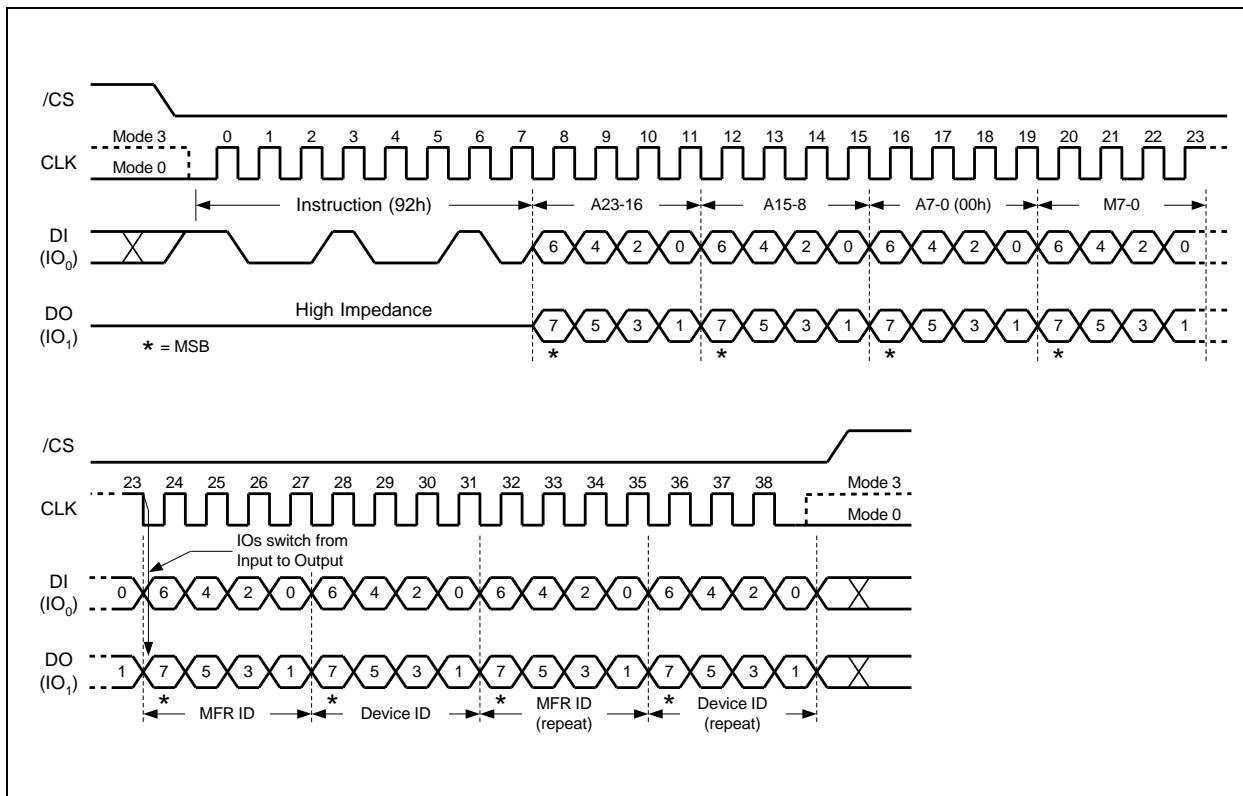 /CS
Mode 3 0 1 2 3 4 5 6 7 8 9 10 11 12 13 14 15 16 17 18 19 20 21 22 23
CLK Mode 0
Instruction (92h) A23-16 A15-8 A7-0 (00h) M7-0
DI
(IO0) 6 4 2 0 6 4 2 0 6 4 2 0 6 4 2 0
High Impedance
DO
(IO1) 7 5 3 1 7 5 3 1 7 5 3 1 7 5 3 1
* = MSB * * * *
/CS
23 24 25 26 27 28 29 30 31 32 33 34 35 36 37 38 Mode 3
CLK Mode 0
IOs switch from
Input to Output
DI
(IO0) 0 6 4 2 0 6 4 2 0 6 4 2 0 6 4 2 0
DO
(IO1) 1 7 5 3 1 7 5 3 1 7 5 3 1 7 5 3 1
* * * *
MFR ID Device ID MFR ID
(repeat) Device ID
(repeat)